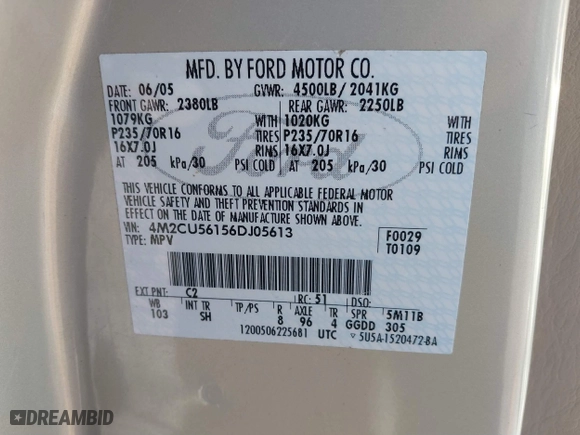 MFD. BY FORD MOTOR CO.
DATE: 06/05 GVWR: 4500LB/ 2041KG
FRONT GAWR: 2380LB REAR GAWR: 2250LB
1079KG WITH 1020KG WITH
P235/70R16 TIRES P235/70R16 TIRES
16X7.0J RIMS 16X7.0J RIMS
AT 205 kPa/30 PSI COLD AT 205 kPa/30 PSI COLD
THIS VEHICLE CONFORMS TO ALL APPLICABLE FEDERAL MOTOR
VEHICLE SAFETY AND THEFT PREVENTION STANDARDS IN
EFFECT ON THE DATE OF MANUFACTURE SHOWN ABOVE.
VIN: 4M2CU56156DJ05613 F0029
TYPE: MPV T0109
Ford
EXT PNT: C2 RC: 51 DSO:
WB INT TR TP/PS R AXLE TR SPR 5M11B
103 SH 8 96 4 GGDD 305
1200506225681 UTC 5U5A-1520472-BA
DREAMBID